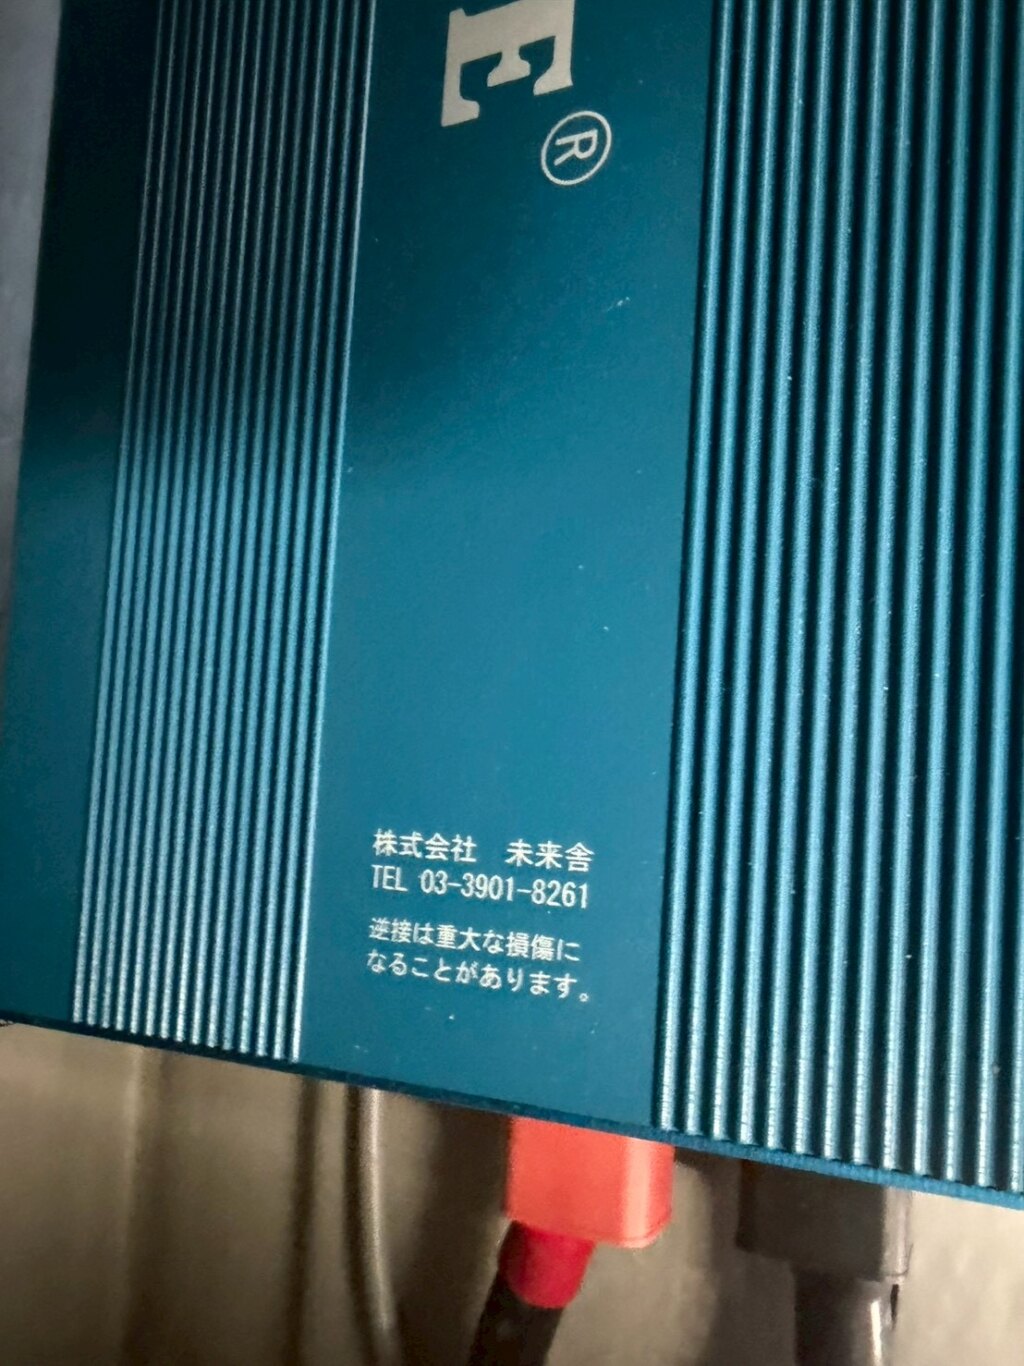 E®
株式会社　未来舎
TEL 03-3901-8261
逆接は重大な損傷に
なることがあります。